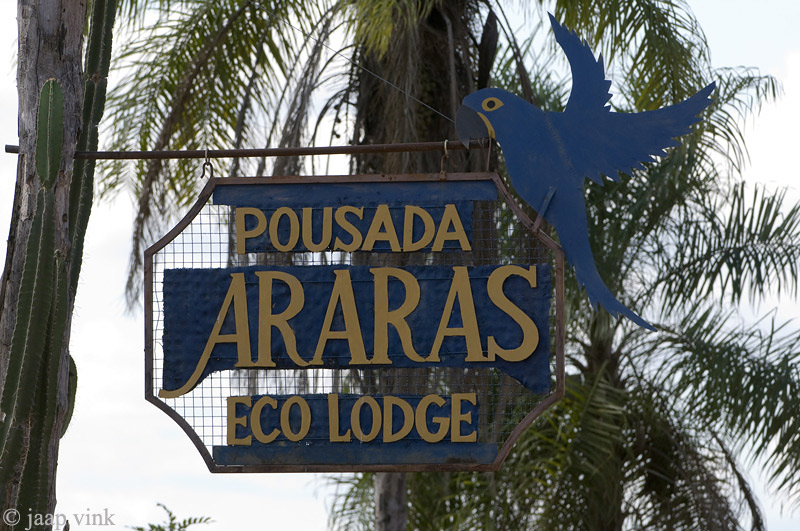 POUSADA
ARARAS
ECO LODGE
© jaap vink